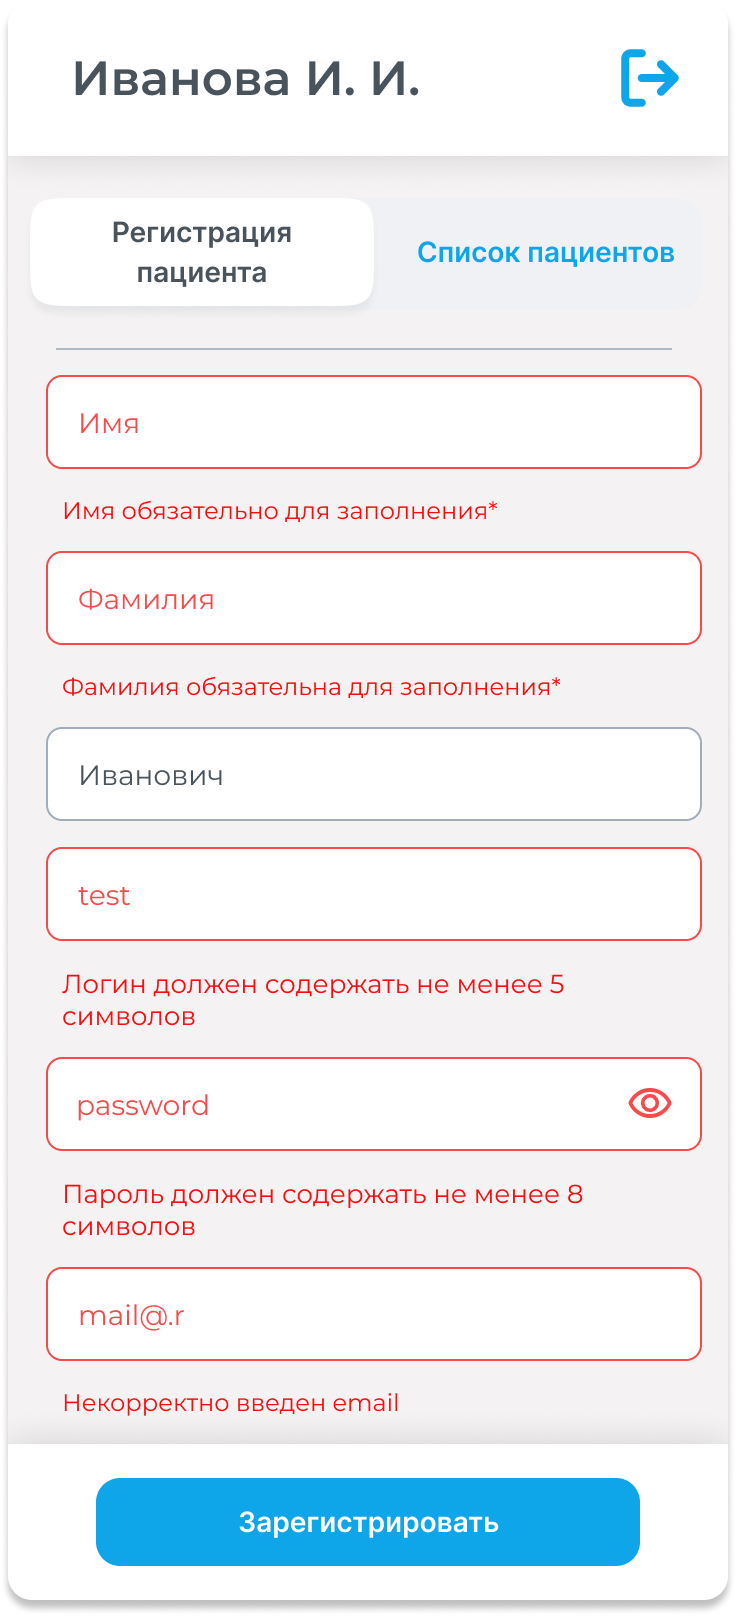 Иванова И. И.
Регистрация
пациента
Список пациентов
Имя
Имя обязательно для заполнения*
Фамилия
Фамилия обязательна для заполнения*
Иванович
test
Логин должен содержать не менее 5
символов
password
Пароль должен содержать не менее 8
символов
mail@.r
Некорректно введен email
Зарегистрировать